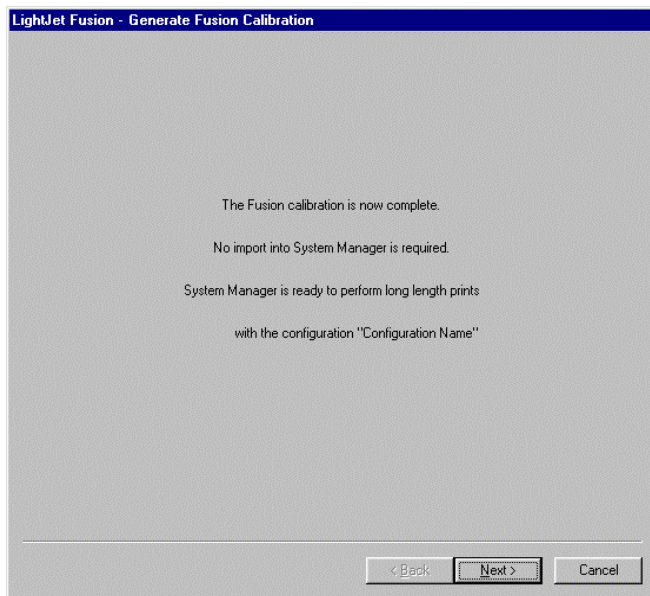 LightJet Fusion - Generate Fusion Calibration
The Fusion calibration is now complete.
No import into System Manager is required.
System Manager is ready to perform long length prints
with the configuration "Configuration Name"
< Back
Next >
Cancel